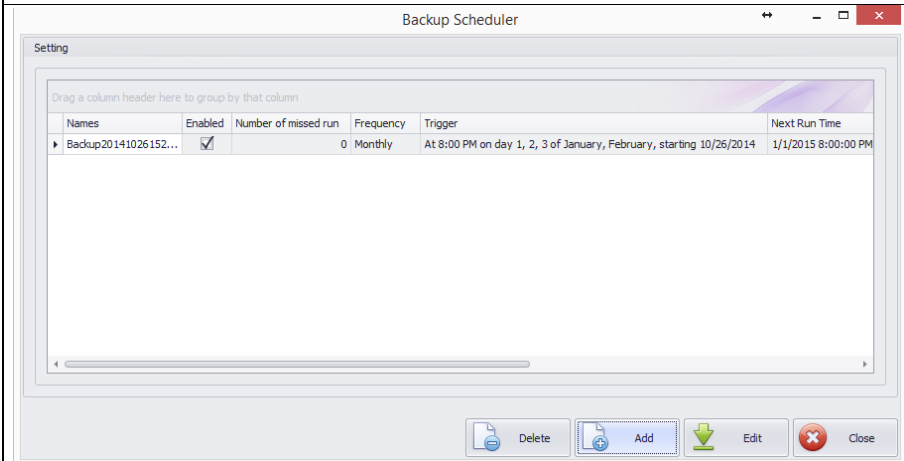 Backup Scheduler
Setting
Drag a column header here to group by that column
Names Enabled Number of missed run Frequency Trigger Next Run Time
Backup20141026152... 0 Monthly At 8:00 PM on day 1, 2, 3 of January, February, starting 10/26/2014 1/1/2015 8:00:00 PM
Delete Add Edit Close